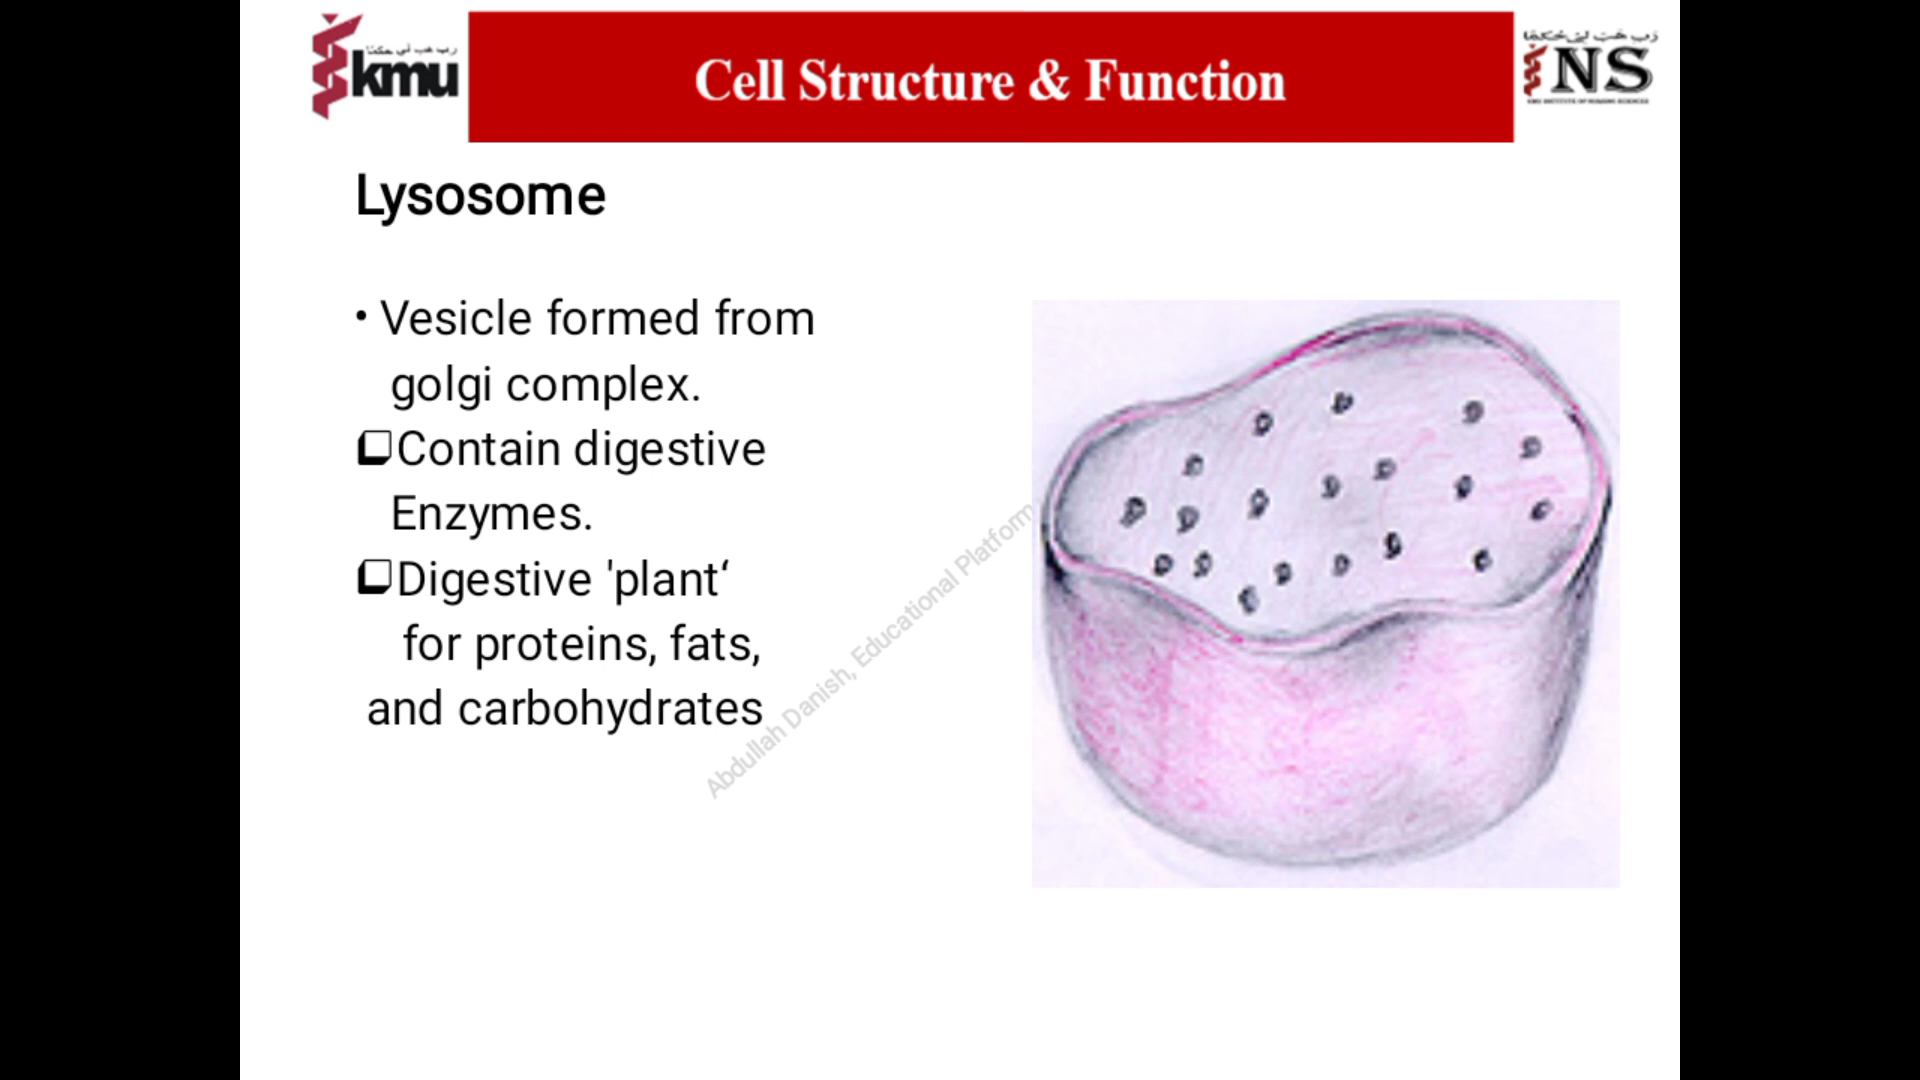 kmu
Cell Structure & Function
NS
Lysosome
• Vesicle formed from
golgi complex.
❑Contain digestive
Enzymes.
❑Digestive 'plant‘
for proteins, fats,
and carbohydrates
Abdullah Danish, Educational Platform